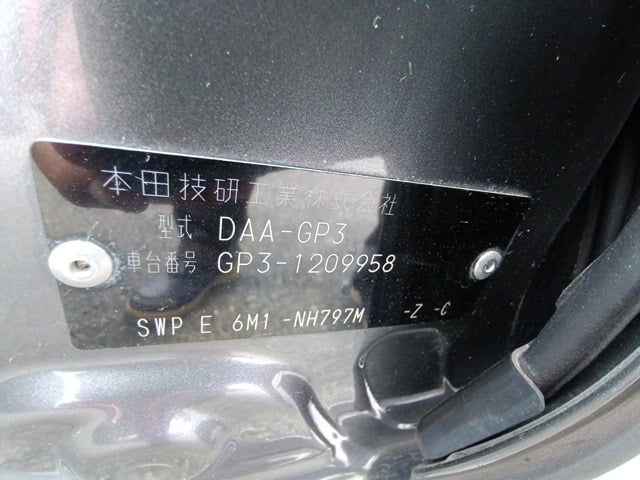 本田技研工業株式会社
型式 DAA-GP3
車台番号 GP3-1209958
SWP E 6M1 -NH797M -Z -C